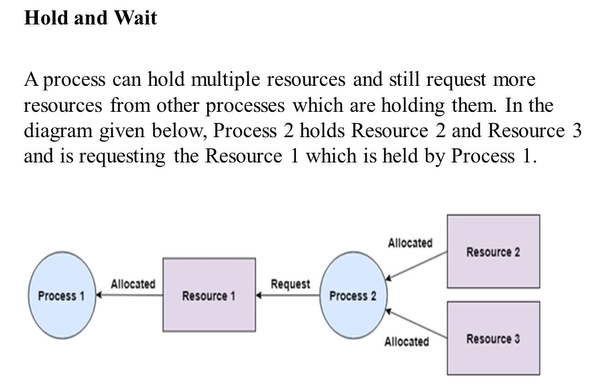 Hold and Wait
A process can hold multiple resources and still request more
resources from other processes which are holding them. In the
diagram given below, Process 2 holds Resource 2 and Resource 3
and is requesting the Resource 1 which is held by Process 1.
Allocated
Resource 2
Allocated
Request
Process 1
Resource 1
Process 2
Allocated
Resource 3